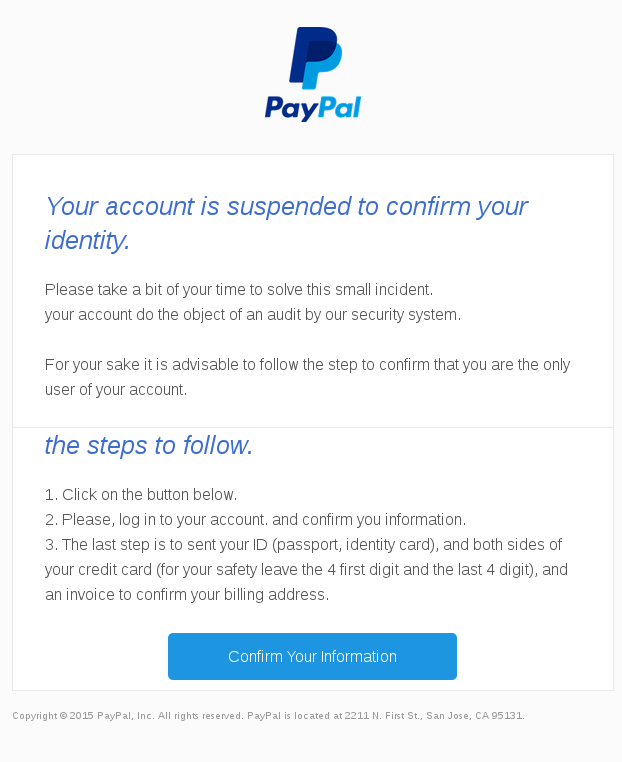 PayPal
Your account is suspended to confirm your
identity.
Please take a bit of your time to solve this small incident.
your account do the object of an audit by our security system.
For your sake it is advisable to follow the step to confirm that you are the only
user of your account.
the steps to follow.
1. Click on the button below.
2. Please, log in to your account. and confirm you information.
3. The last step is to sent your ID (passport, identity card), and both sides of
your credit card (for your safety leave the 4 first digit and the last 4 digit), and
an invoice to confirm your billing address.
Confirm Your Information
Copyright © 2015 PayPal, Inc. All rights reserved. PayPal is located at 2211 N. First St., San Jose, CA 95131.